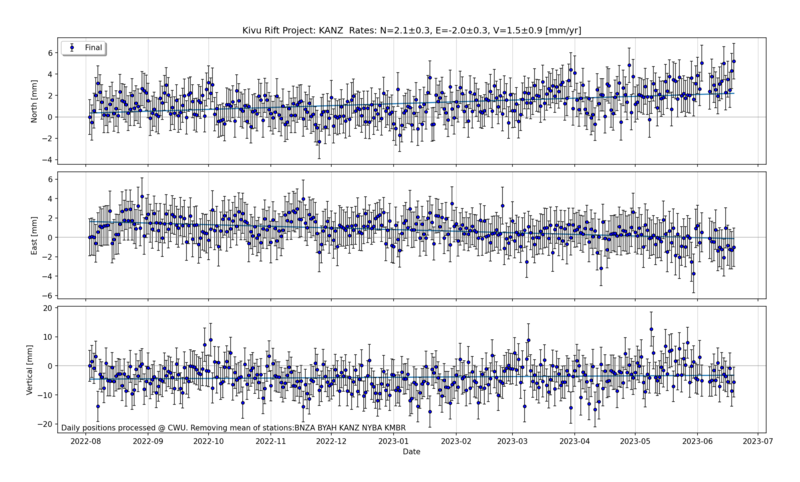 Kivu Rift Project: KANZ  Rates: N=2.1±0.3, E=-2.0±0.3, V=1.5±0.9 [mm/yr]
Final
North [mm]
6
4
2
0
−2
−4
East [mm]
6
4
2
0
−2
−4
−6
Vertical [mm]
20
10
0
−10
−20
Daily positions processed @ CWU. Removing mean of stations:BNZA BYAH KANZ NYBA KMBR
2022-08 2022-09 2022-10 2022-11 2022-12 2023-01 2023-02 2023-03 2023-04 2023-05 2023-06 2023-07
Date